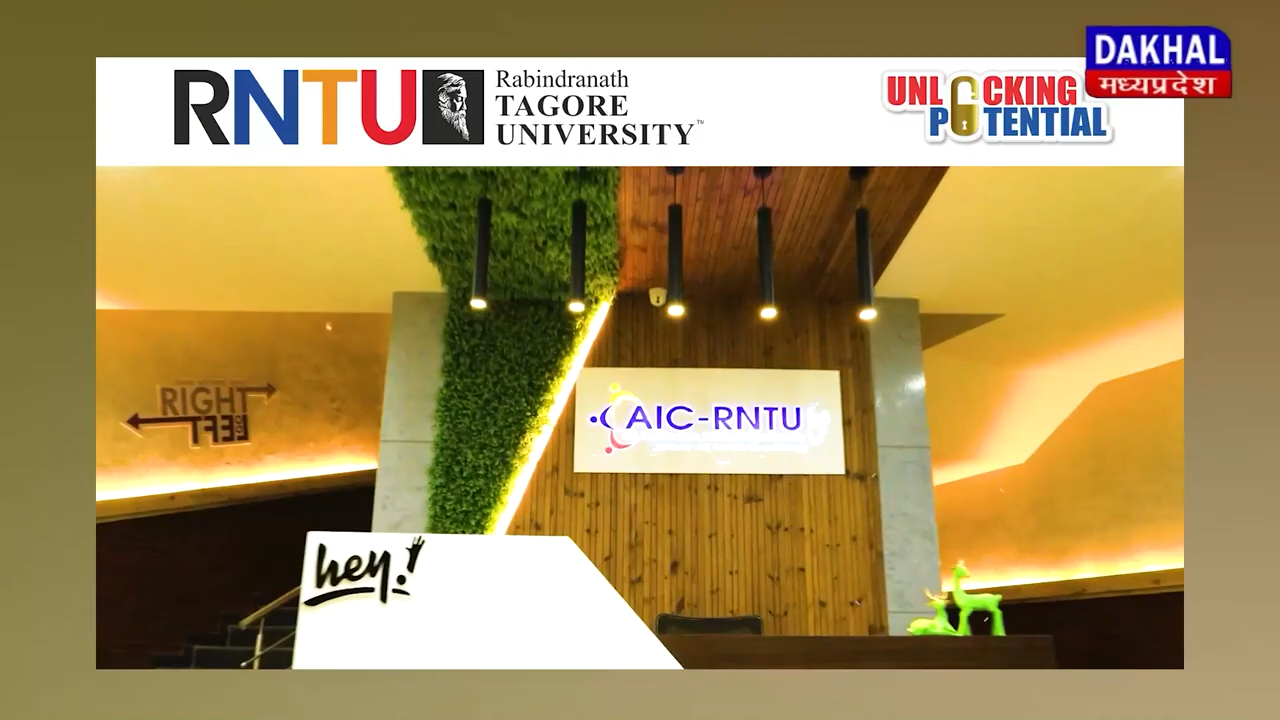 RNTU
Rabindranath
TAGORE
UNIVERSITY™
UNLOCKING
POTENTIAL
DAKHAL
मध्यप्रदेश
RIGHT
LEFT
AIC-RNTU
hey!